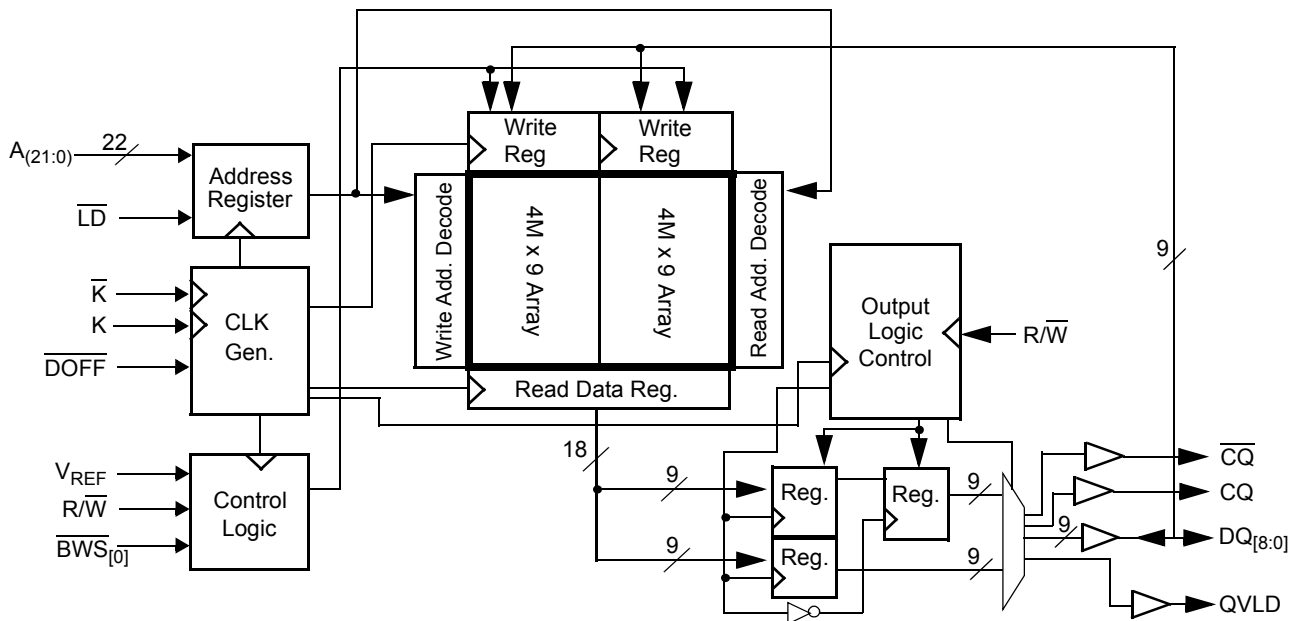 A(21:0)
22
LD
Address
Register
K
K
DOFF
CLK
Gen.
VREF
R/W
BWS[0]
Control
Logic
Write
Reg
Write
Reg
Write Add. Decode
4M x 9 Array
4M x 9 Array
Read Add. Decode
Read Data Reg.
18
9
9
Output
Logic
Control
R/W
9
Reg.
Reg.
Reg.
9
9
9
CQ
CQ
DQ[8:0]
QVLD